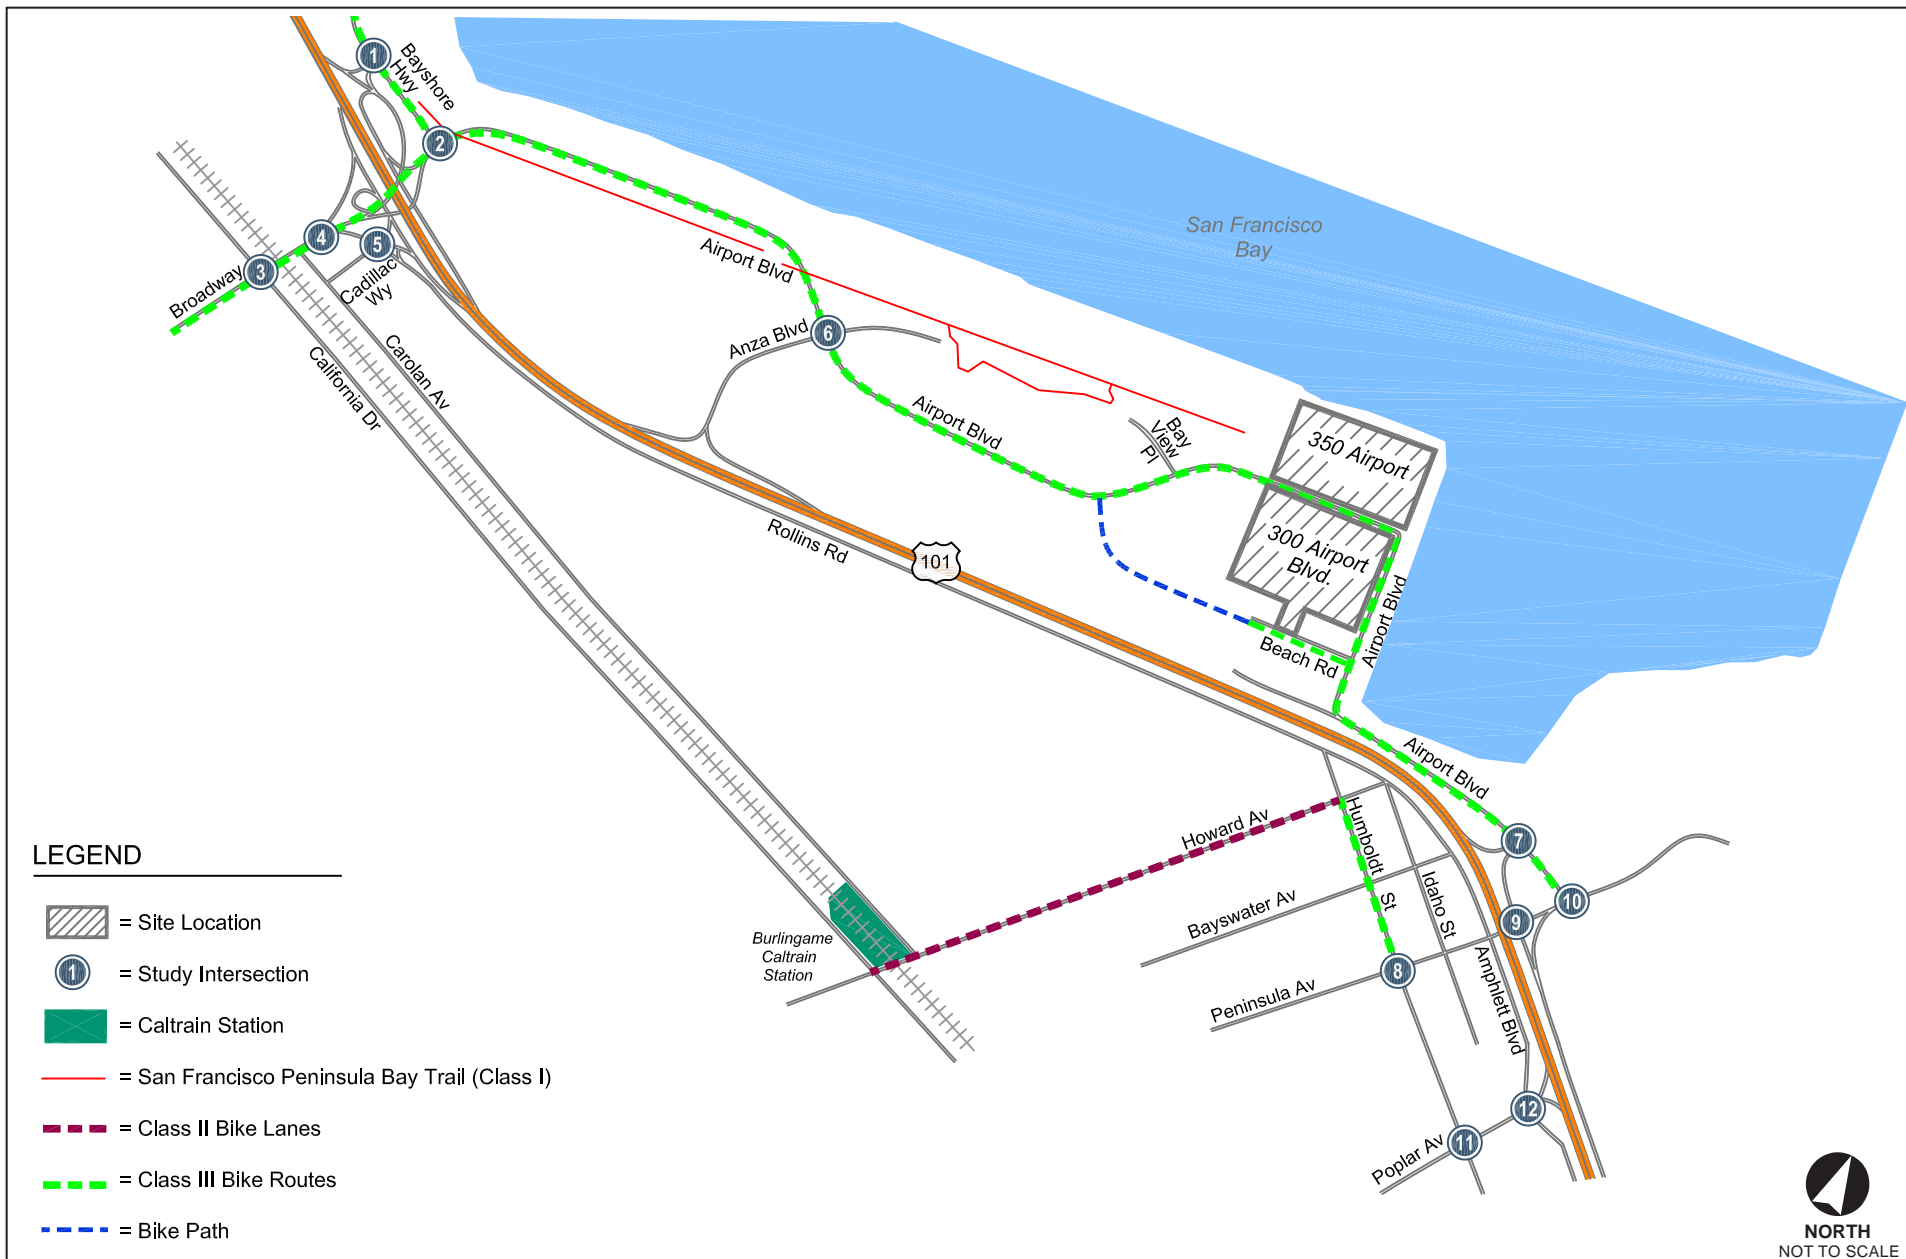 1
Bayshore
Hwy
2
San Francisco
Bay
Airport Blvd
4
5
3
Broadway
Cadillac
Wy
Anza Blvd
6
Carolan Av
California Dr
Airport Blvd
Bay
View
Pl
350 Airport
300 Airport
Blvd.
Rollins Rd
101
Airport Blvd
Beach Rd
Airport Blvd
7
Howard Av
Humboldt
St
Idaho St
10
9
Bayswater Av
8
Peninsula Av
Amphlett Blvd
Burlingame
Caltrain
Station
12
11
Poplar Av
LEGEND
= Site Location
1 = Study Intersection
= Caltrain Station
= San Francisco Peninsula Bay Trail (Class I)
= Class II Bike Lanes
= Class III Bike Routes
= Bike Path
NORTH
NOT TO SCALE